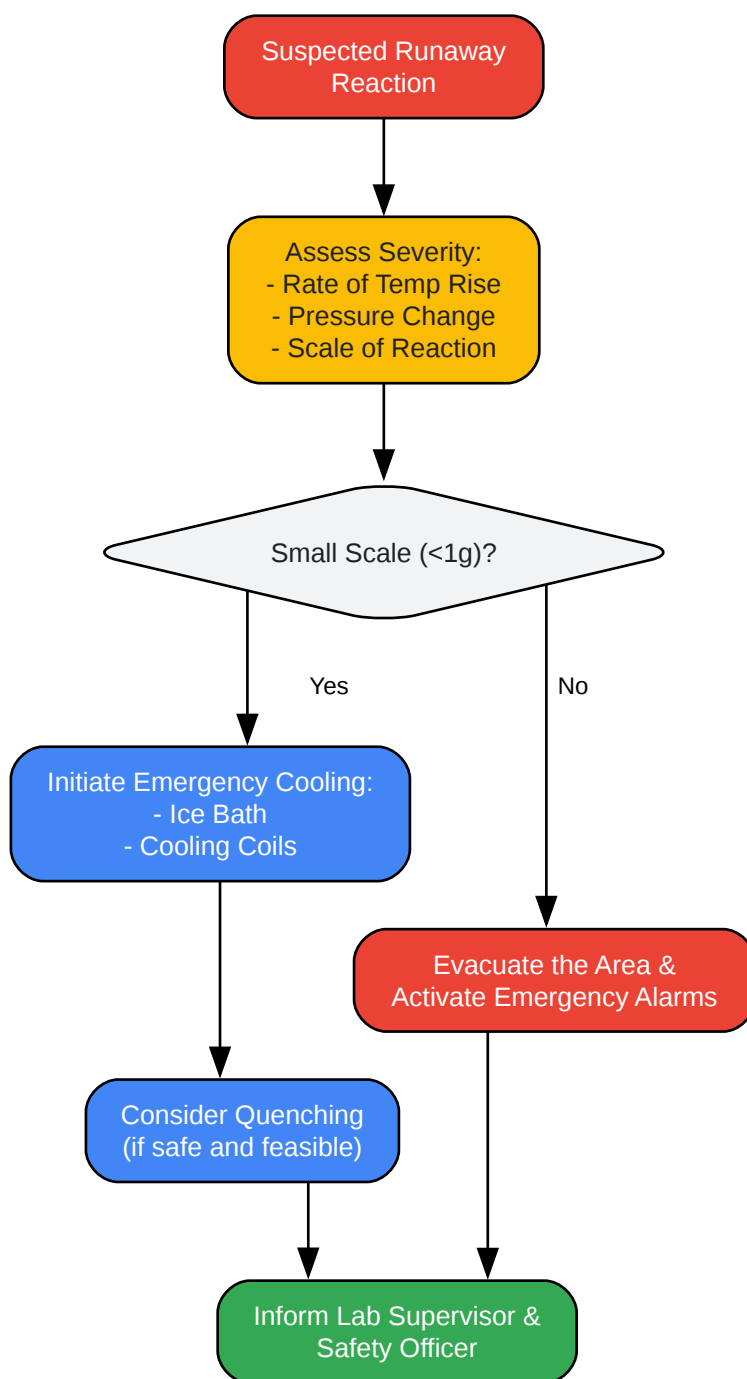 Suspected Runaway
Reaction
Assess Severity:
- Rate of Temp Rise
- Pressure Change
- Scale of Reaction
Small Scale (<1g)?
Yes
No
Initiate Emergency Cooling:
- Ice Bath
- Cooling Coils
Evacuate the Area &
Activate Emergency Alarms
Consider Quenching
(if safe and feasible)
Inform Lab Supervisor &
Safety Officer